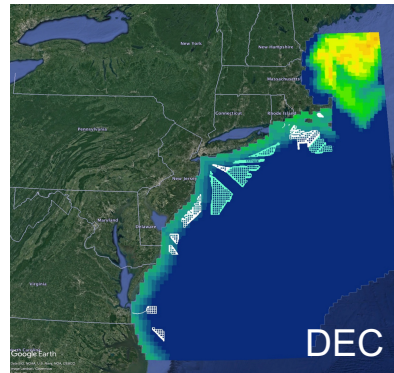 New York
New Hampshire
Massachusetts
Connecticut
Rhode Island
Pennsylvania
New Jersey
Maryland
Delaware
Virginia
DEC
Google Earth